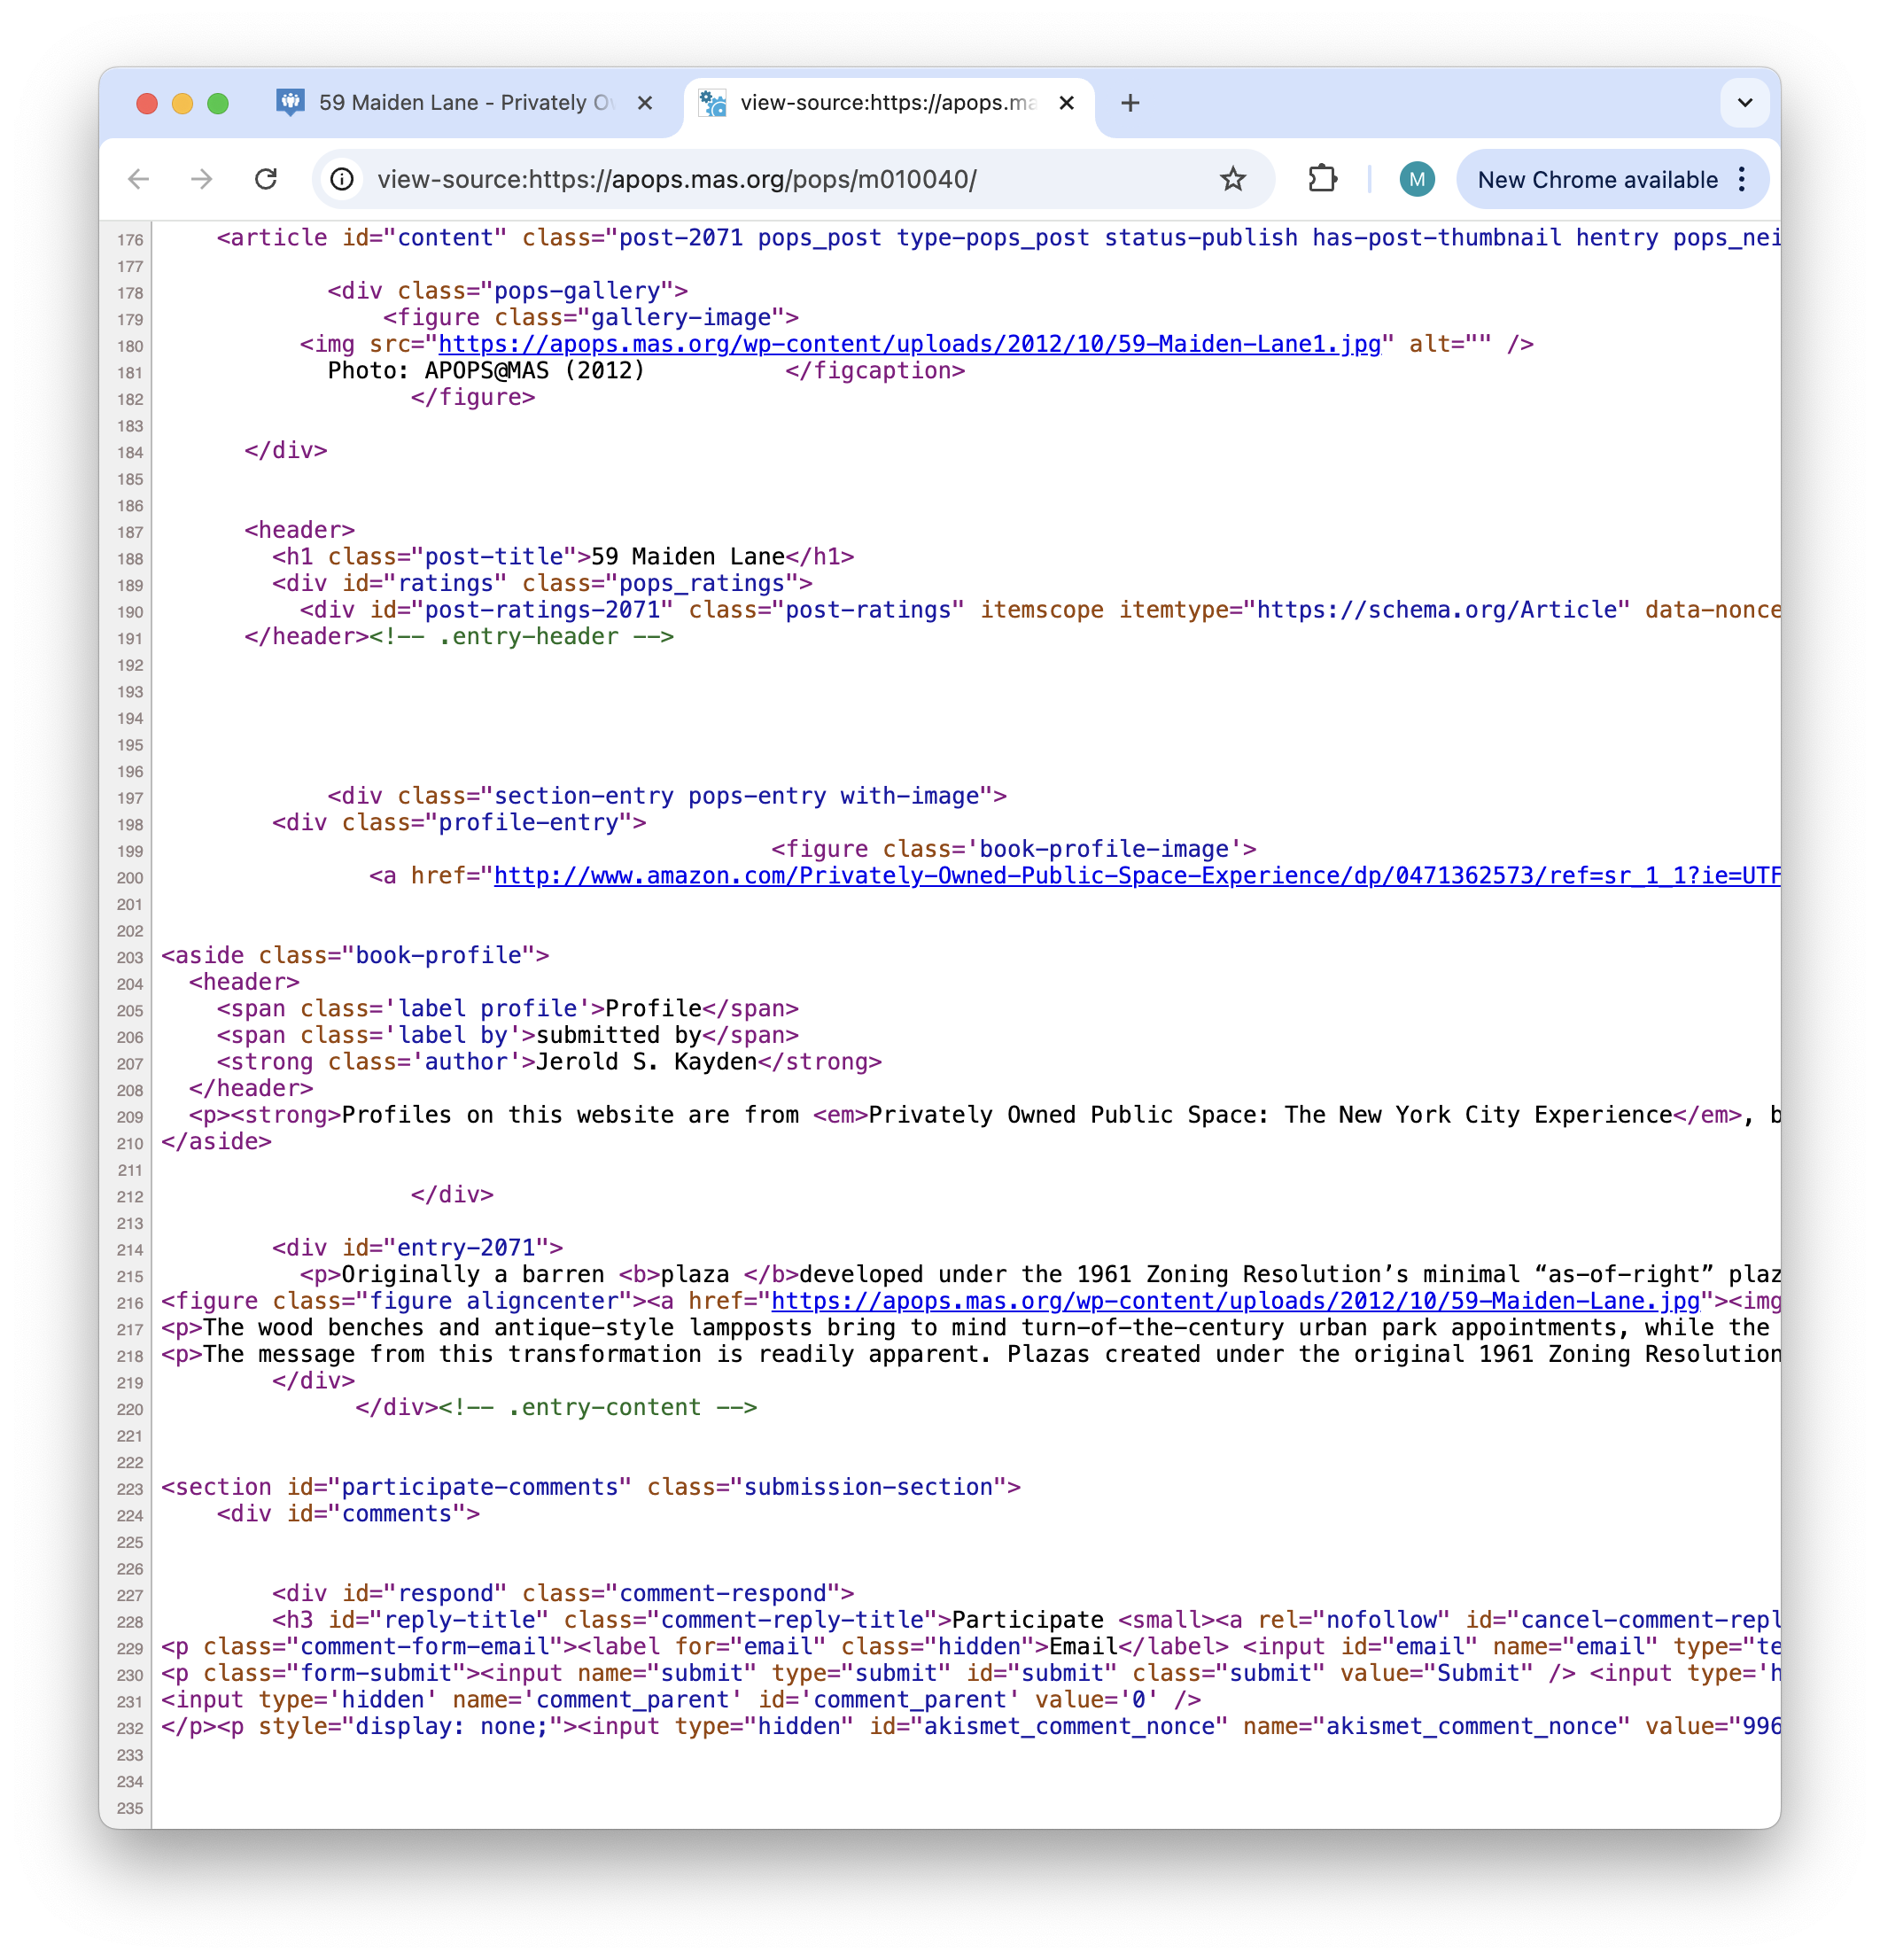 59 Maiden Lane - Privately Ov
view-source:https://apops.ma
view-source:https://apops.mas.org/pops/m010040/
M
New Chrome available
176 <article id="content" class="post-2071 pops_post type-pops_post status-publish has-post-thumbnail hentry pops_nei
177
178 <div class="pops-gallery">
179 <figure class="gallery-image">
180 <img src="https://apops.mas.org/wp-content/uploads/2012/10/59-Maiden-Lane1.jpg" alt="" />
181 Photo: APOPS@MAS (2012) </figcaption>
182 </figure>
183
184 </div>
185
186
187 <header>
188 <h1 class="post-title">59 Maiden Lane</h1>
189 <div id="ratings" class="pops_ratings">
190 <div id="post-ratings-2071" class="post-ratings" itemscope itemtype="https://schema.org/Article" data-nonce
191 </header><!-- .entry-header -->
192
193
194
195
196
197 <div class="section-entry pops-entry with-image">
198 <div class="profile-entry">
199 <figure class='book-profile-image'>
200 <a href="http://www.amazon.com/Privately-Owned-Public-Space-Experience/dp/0471362573/ref=sr_1_1?ie=UTF
201
202
203 <aside class="book-profile">
204 <header>
205 <span class='label profile'>Profile</span>
206 <span class='label by'>submitted by</span>
207 <strong class='author'>Jerold S. Kayden</strong>
208 </header>
209 <p><strong>Profiles on this website are from <em>Privately Owned Public Space: The New York City Experience</em>, b
210 </aside>
211
212 </div>
213
214 <div id="entry-2071">
215 <p>Originally a barren <b>plaza </b>developed under the 1961 Zoning Resolution’s minimal “as-of-right” plaz
216 <figure class="figure aligncenter"><a href="https://apops.mas.org/wp-content/uploads/2012/10/59-Maiden-Lane.jpg"><img
217 <p>The wood benches and antique-style lampposts bring to mind turn-of-the-century urban park appointments, while the
218 <p>The message from this transformation is readily apparent. Plazas created under the original 1961 Zoning Resolution
219 </div>
220 </div><!-- .entry-content -->
221
222
223 <section id="participate-comments" class="submission-section">
224 <div id="comments">
225
226
227 <div id="respond" class="comment-respond">
228 <h3 id="reply-title" class="comment-reply-title">Participate <small><a rel="nofollow" id="cancel-comment-repl
229 <p class="comment-form-email"><label for="email" class="hidden">Email</label> <input id="email" name="email" type="te
230 <p class="form-submit"><input name="submit" type="submit" id="submit" class="submit" value="Submit" /> <input type='h
231 <input type='hidden' name='comment_parent' id='comment_parent' value='0' />
232 </p><p style="display: none;"><input type="hidden" id="akismet_comment_nonce" name="akismet_comment_nonce" value="996
233
234
235